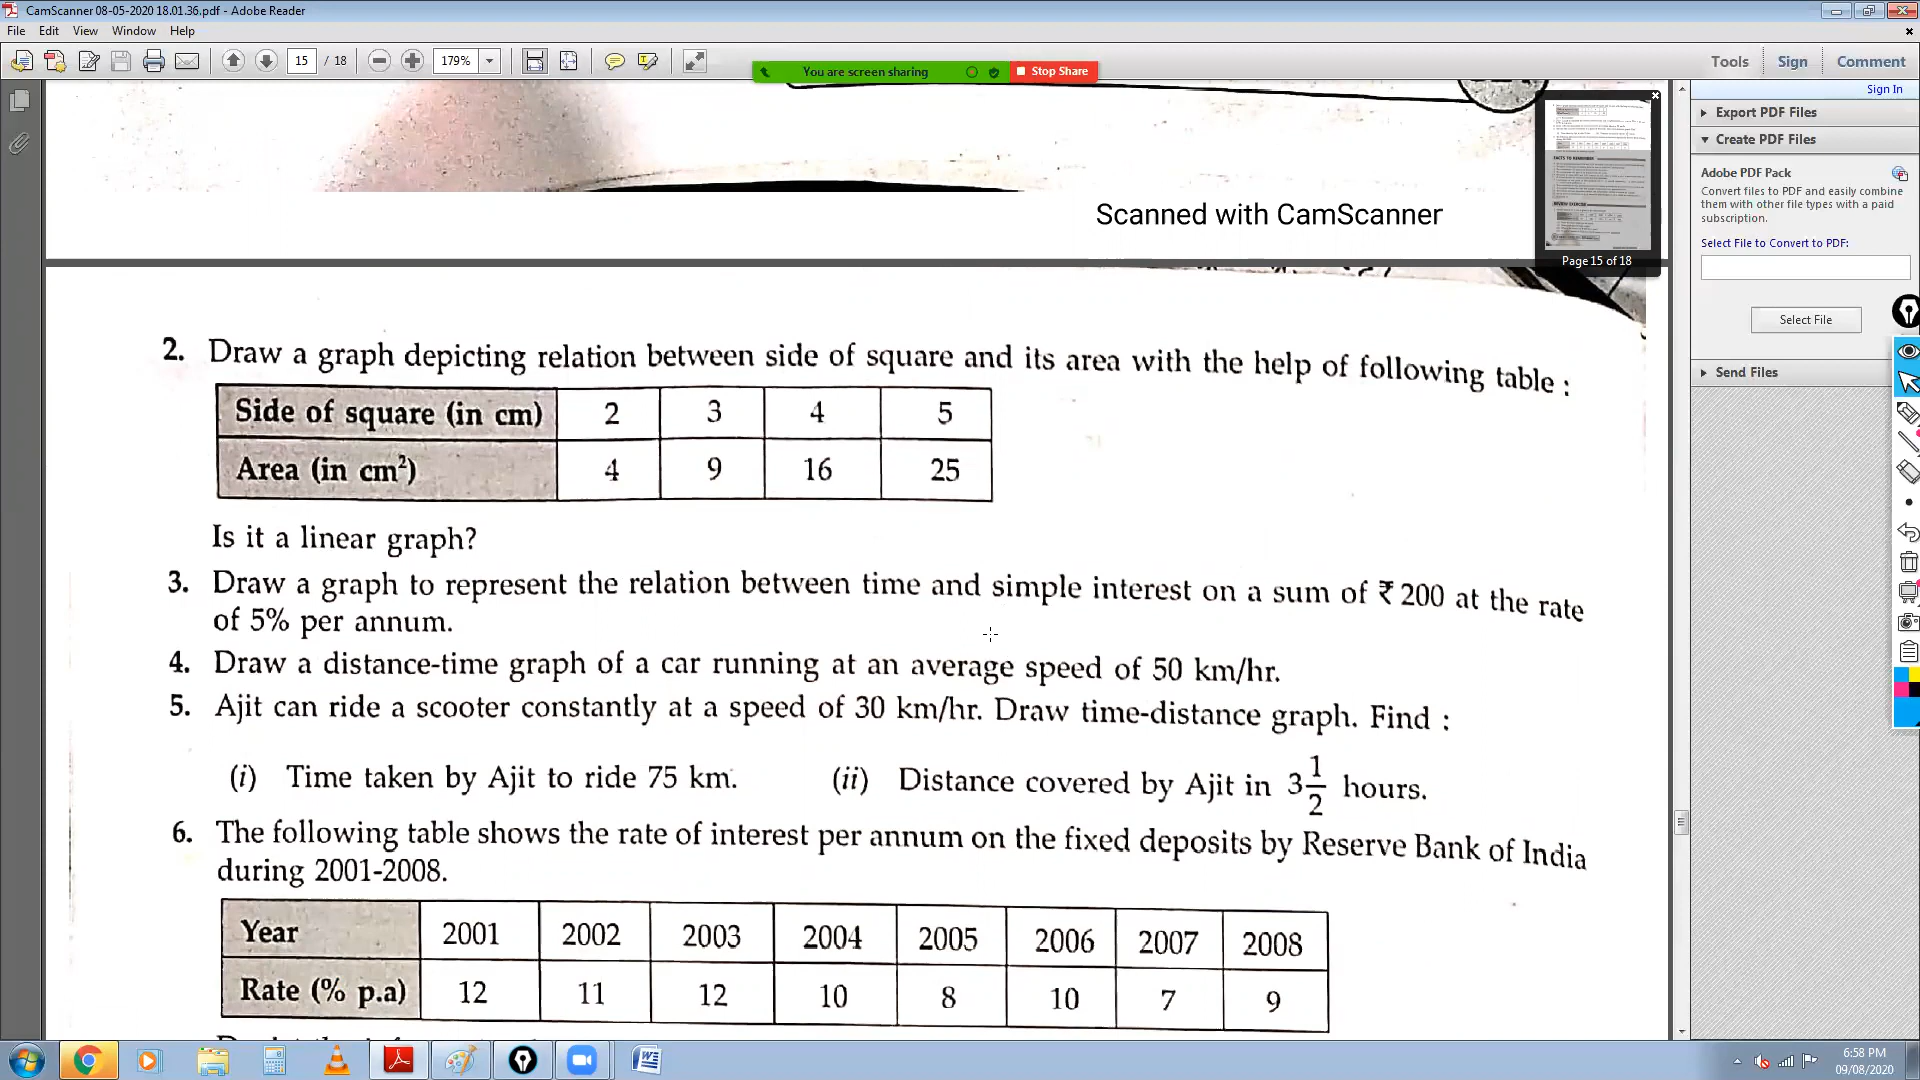 CamScanner 08-05-2020 18.01.36.pdf - Adobe Reader
File Edit View Window Help
15 / 18 179% Tools Sign Comment
You are screen sharing Stop Share
Sign In
Export PDF Files
Create PDF Files
Adobe PDF Pack
Convert files to PDF and easily combine
them with other file types with a paid
subscription.
Select File to Convert to PDF:
Select File
Send Files
Page 15 of 18
Scanned with CamScanner
2. Draw a graph depicting relation between side of square and its area with the help of following table :
Side of square (in cm) 2 3 4 5
Area (in cm²) 4 9 16 25
Is it a linear graph?
3. Draw a graph to represent the relation between time and simple interest on a sum of ₹ 200 at the rate
of 5% per annum.
4. Draw a distance-time graph of a car running at an average speed of 50 km/hr.
5. Ajit can ride a scooter constantly at a speed of 30 km/hr. Draw time-distance graph. Find :
(i) Time taken by Ajit to ride 75 km. (ii) Distance covered by Ajit in 3 1/2 hours.
6. The following table shows the rate of interest per annum on the fixed deposits by Reserve Bank of India
during 2001-2008.
Year 2001 2002 2003 2004 2005 2006 2007 2008
Rate (% p.a) 12 11 12 10 8 10 7 9
6:58 PM
09/08/2020